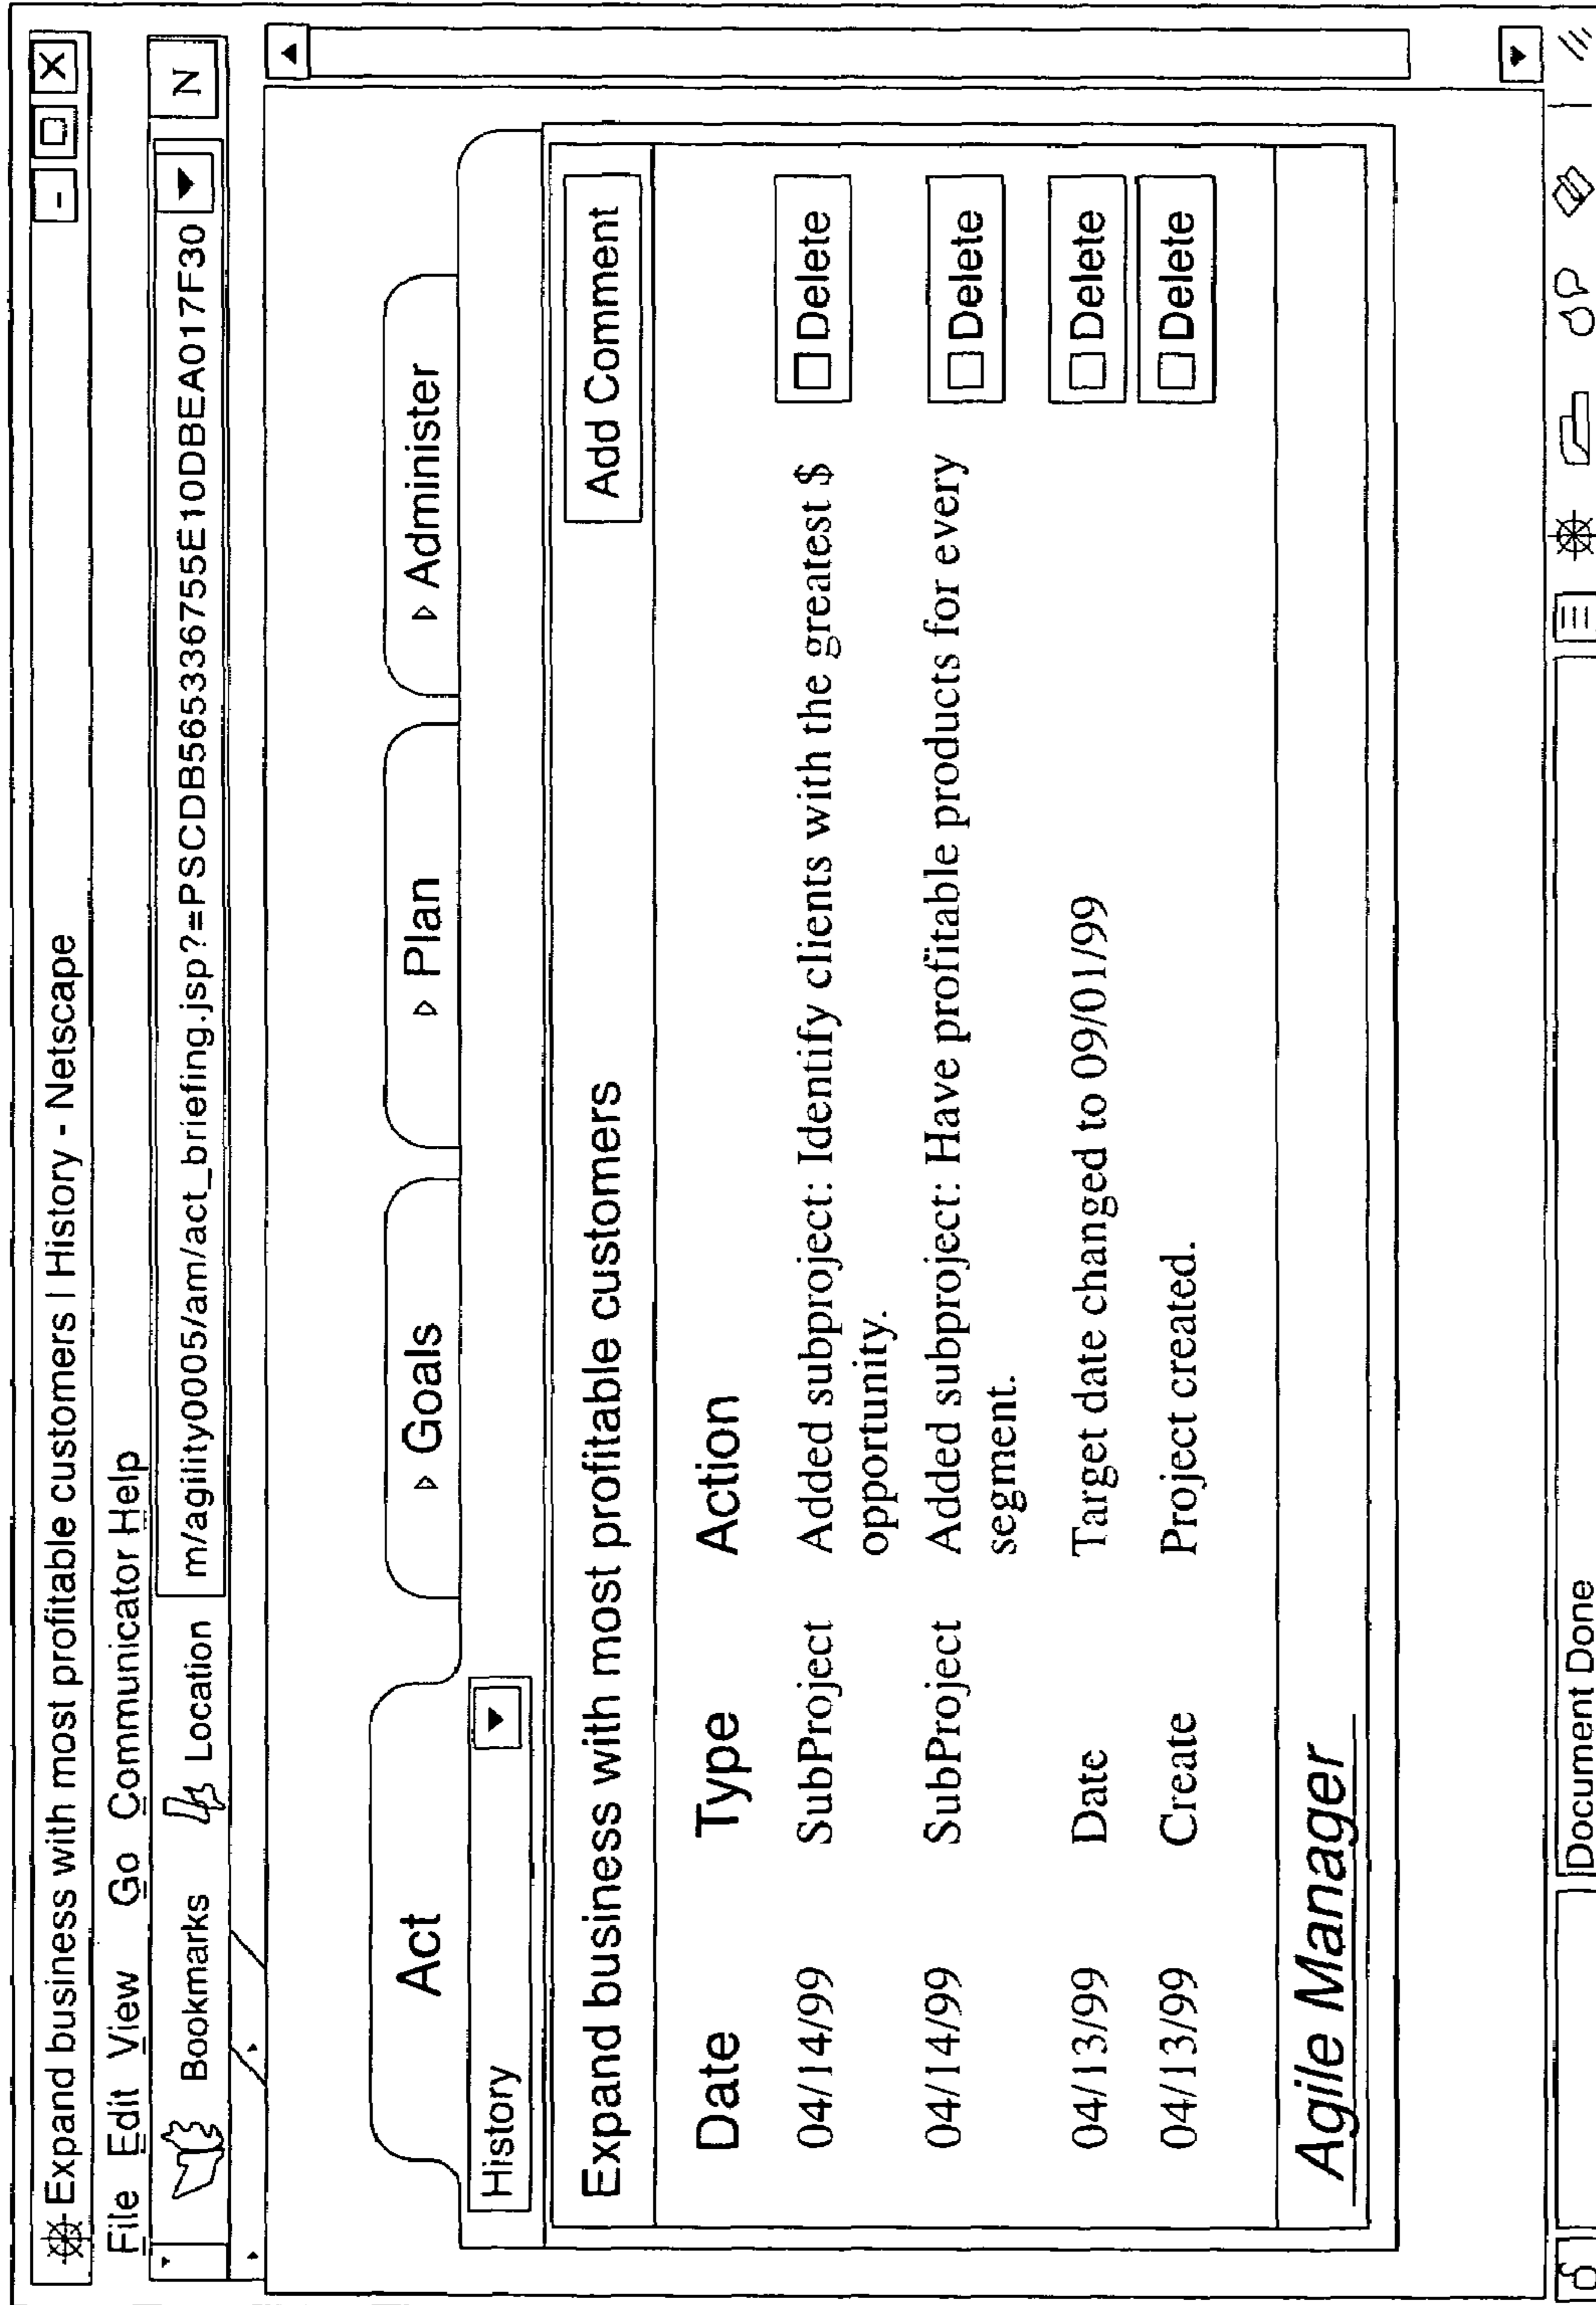 Expand business with most profitable customers | History - Netscape
File Edit View Go Communicator Help
Bookmarks Location m/agility0005/am/act_briefing.jsp?=PSCDB565336755E10DBEA017F30 N
Act Goals Plan Administer
History
Expand business with most profitable customers Add Comment
Date Type Action
04/14/99 SubProject Added subproject: Identify clients with the greatest $ Delete
opportunity.
04/14/99 SubProject Added subproject: Have profitable products for every Delete
segment.
04/13/99 Date Target date changed to 09/01/99 Delete
04/13/99 Create Project created. Delete
Agile Manager
Document Done